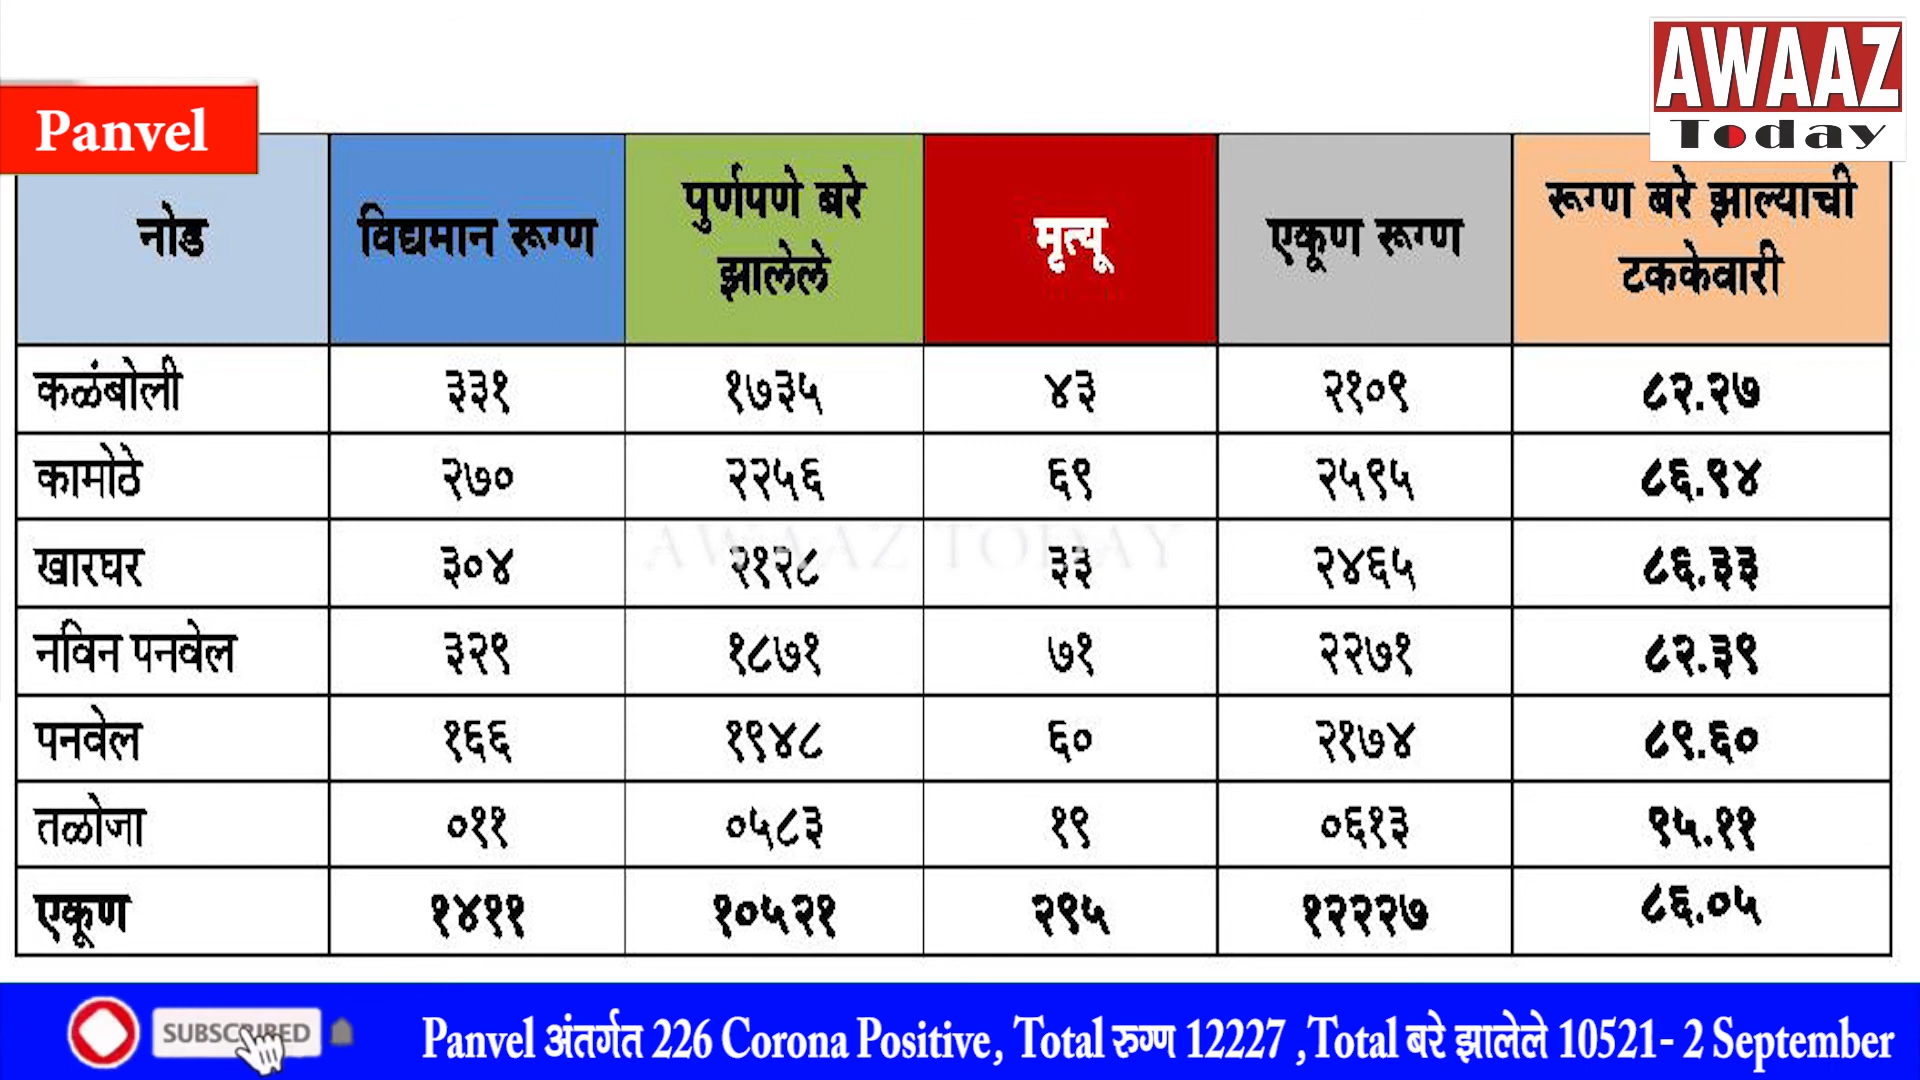 AWAAZ
Today
Panvel
नोड विद्यमान रूग्ण पुर्णपणे बरे झालेले मृत्यू एकूण रूग्ण रूग्ण बरे झाल्याची टककेवारी
कळंबोली ३३१ १७३५ ४३ २१०९ ८२.२७
कामोठे २७० २२५६ ६९ २५९५ ८६.९४
खारघर ३०४ २१२८ ३३ २४६५ ८६.३३
नविन पनवेल ३२९ १८७१ ७१ २२७१ ८२.३९
पनवेल १६६ १९४८ ६० २१७४ ८९.६०
तळोजा ०११ ०५८३ १९ ०६१३ ९५.११
एकूण १४११ १०५२१ २९५ १२२२७ ८६.०५
AWAAZ TODAY
SUBSCRIBED
Panvel अंतर्गत 226 Corona Positive, Total रुग्ण 12227 ,Total बरे झालेले 10521- 2 September